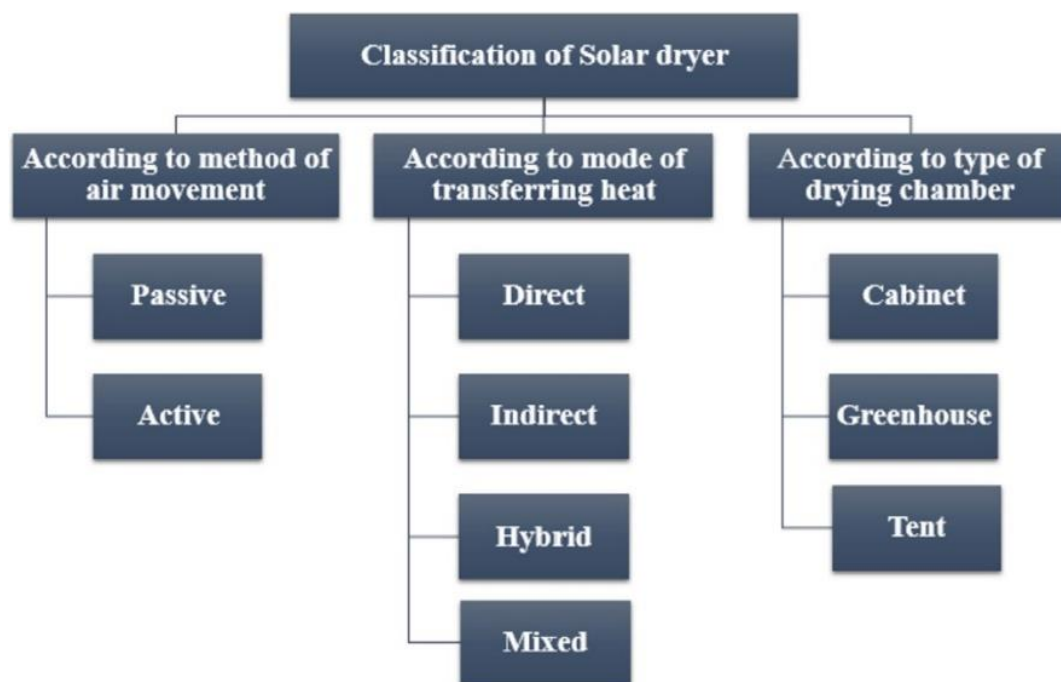 Classification of Solar dryer
According to method of
air movement
Passive
Active
According to mode of
transferring heat
Direct
Indirect
Hybrid
Mixed
According to type of
drying chamber
Cabinet
Greenhouse
Tent